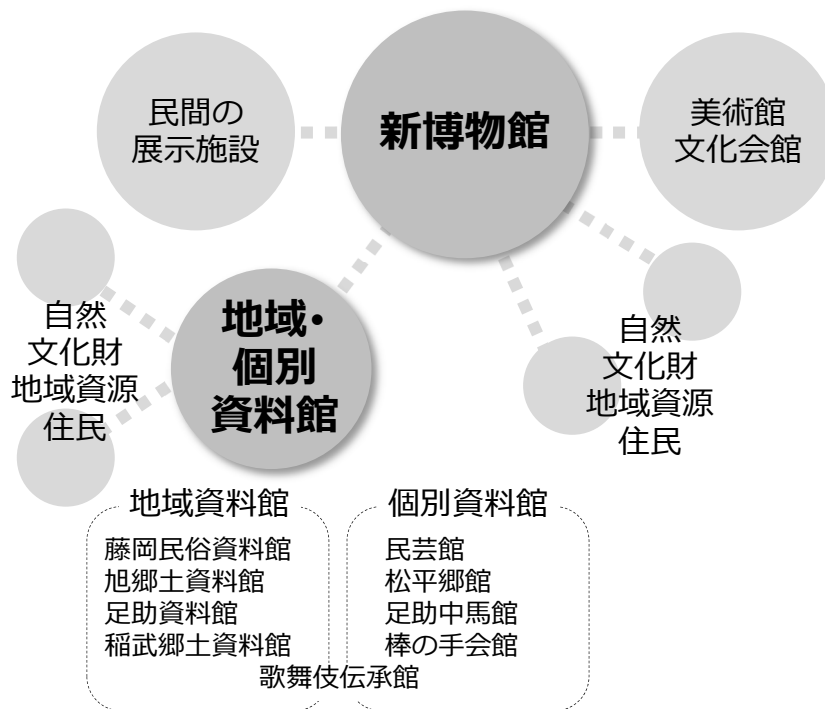 民間の
展示施設
新博物館
美術館
文化会館
自然
文化財
地域資源
住民
地域・
個別
資料館
自然
文化財
地域資源
住民
地域資料館
藤岡民俗資料館
旭郷土資料館
足助資料館
稲武郷土資料館
個別資料館
民芸館
松平郷館
足助中馬館
棒の手会館
歌舞伎伝承館